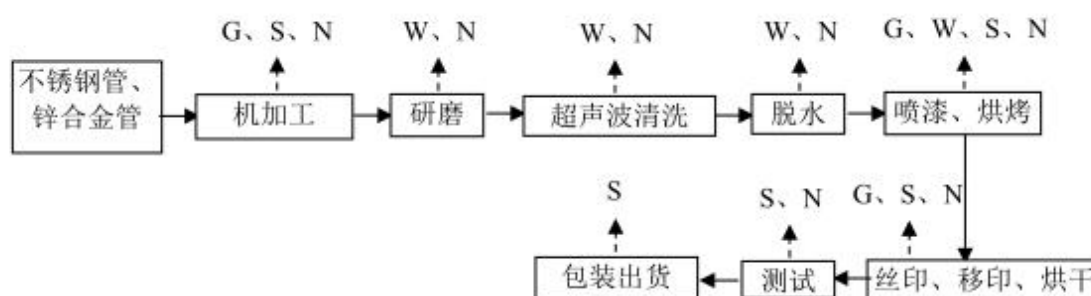 G、S、N
W、N
W、N
W、N
G、W、S、N
不锈钢管、
锌合金管
机加工
研磨
超声波清洗
脱水
喷漆、烘烤
S
S、N
G、S、N
包装出货
测试
丝印、移印、烘干